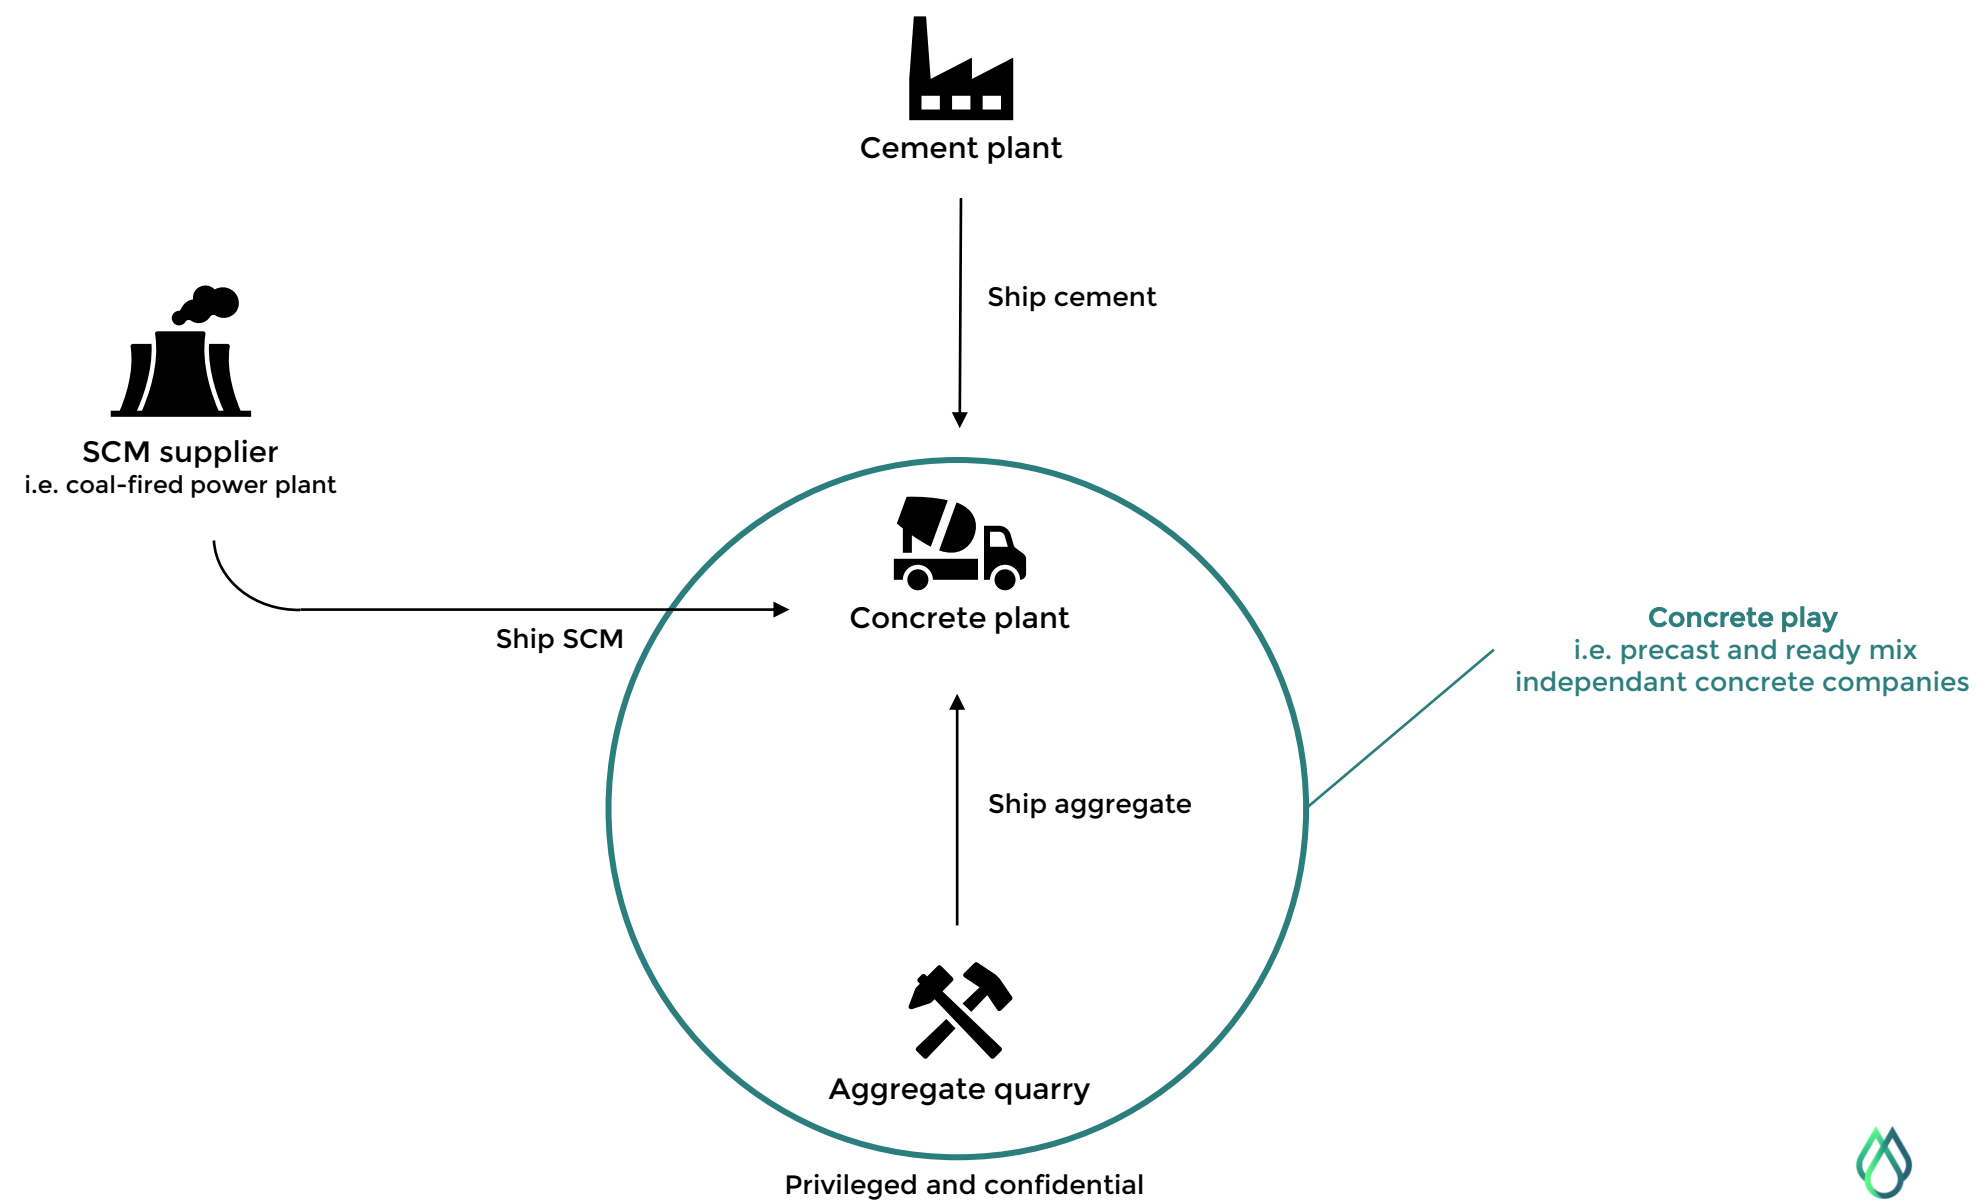 Cement plant
Ship cement
SCM supplier
i.e. coal-fired power plant
Ship SCM
Concrete plant
Concrete play
i.e. precast and ready mix
independant concrete companies
Ship aggregate
Aggregate quarry
Privileged and confidential